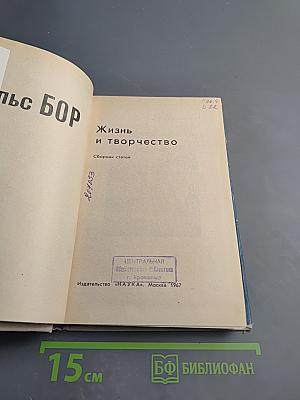 льс БОР
Жизнь
и творчество
Сборник статей
ЦЕНТРАЛЬНАЯ
Издательство «НАУКА». Москва 1967
15 см
БФ БИБЛИОФАН